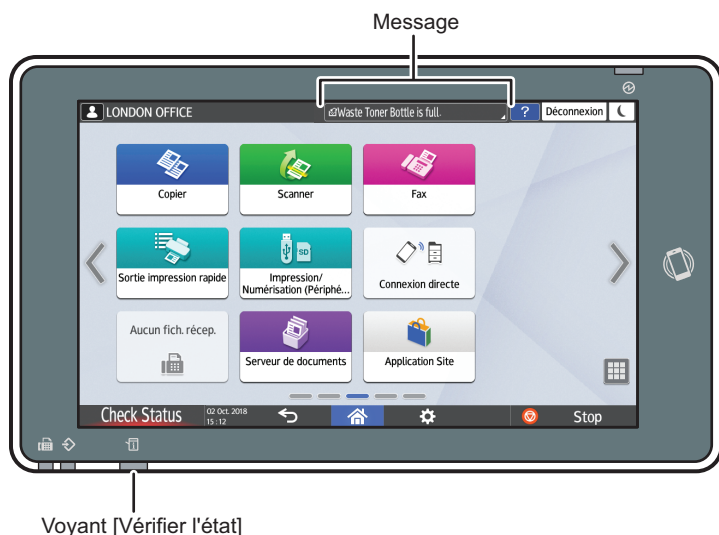 Message
LONDON OFFICE
Waste Toner Bottle is full.
?
Déconnexion
Copier
Scanner
Fax
Sortie impression rapide
SD
Impression/
Numérisation (Périphé...
Connexion directe
Aucun fich. récep.
Serveur de documents
Application Site
Check Status
02 Oct. 2018
15 : 12
Stop
Voyant [Vérifier l'état]